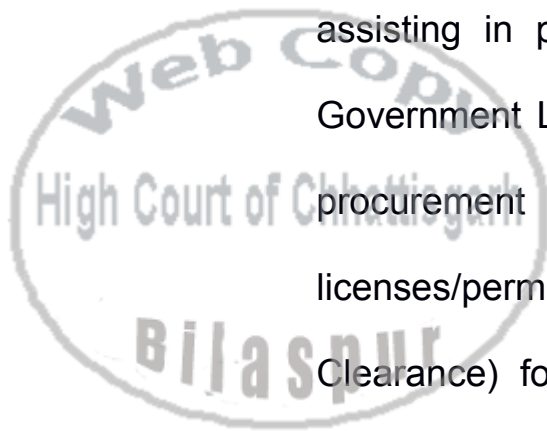 assisting in p
Government L
procurement
licenses/perm
Clearance) fo
Web Copy
High Court of Chhattisgarh
Bilaspur